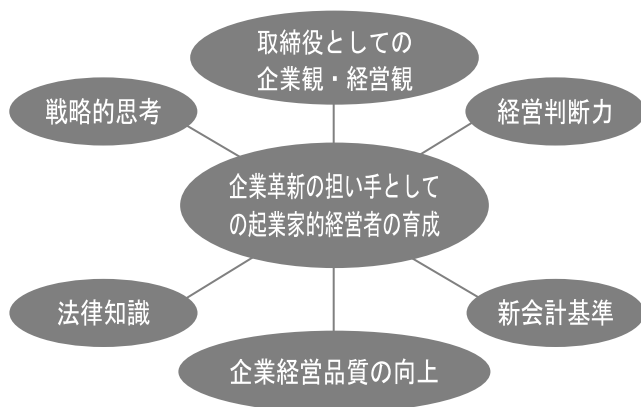 取締役としての
企業観・経営観
戦略的思考
経営判断力
企業革新の担い手として
の起業家的経営者の育成
法律知識
新会計基準
企業経営品質の向上